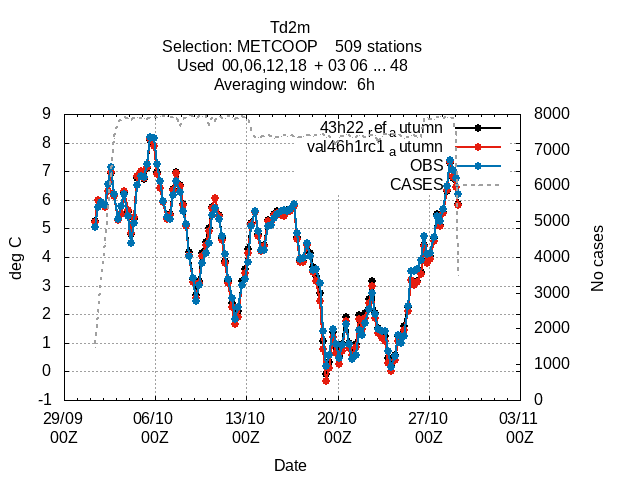 Td2m
Selection: METCOOP    509 stations
Used  00,06,12,18  + 03 06 ... 48
Averaging window:  6h
9 8000
43h22_ref_autumn
8 7000
val46h1rc1_autumn
OBS
7 6000
CASES
6 5000
5 4000
4 3000
3 2000
2 1000
1 0
0
-1
deg C
No cases
29/09 06/10 13/10 20/10 27/10 03/11
00Z 00Z 00Z 00Z 00Z 00Z
Date